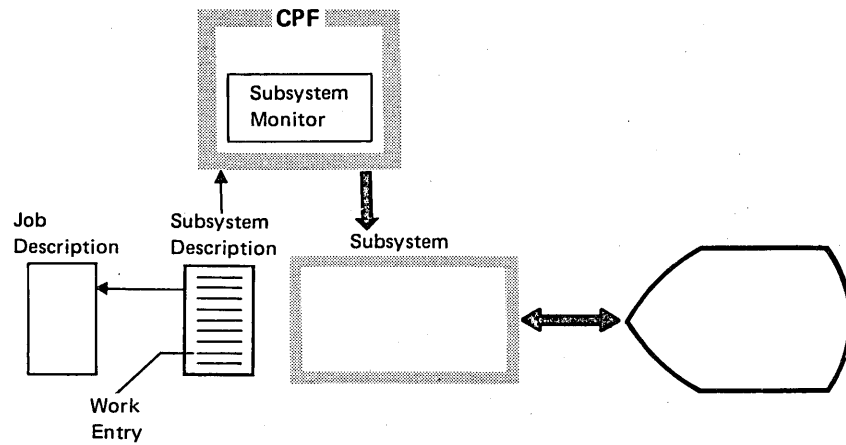 CPF
Subsystem
Monitor
Job
Description
Subsystem
Description
Subsystem
Work
Entry